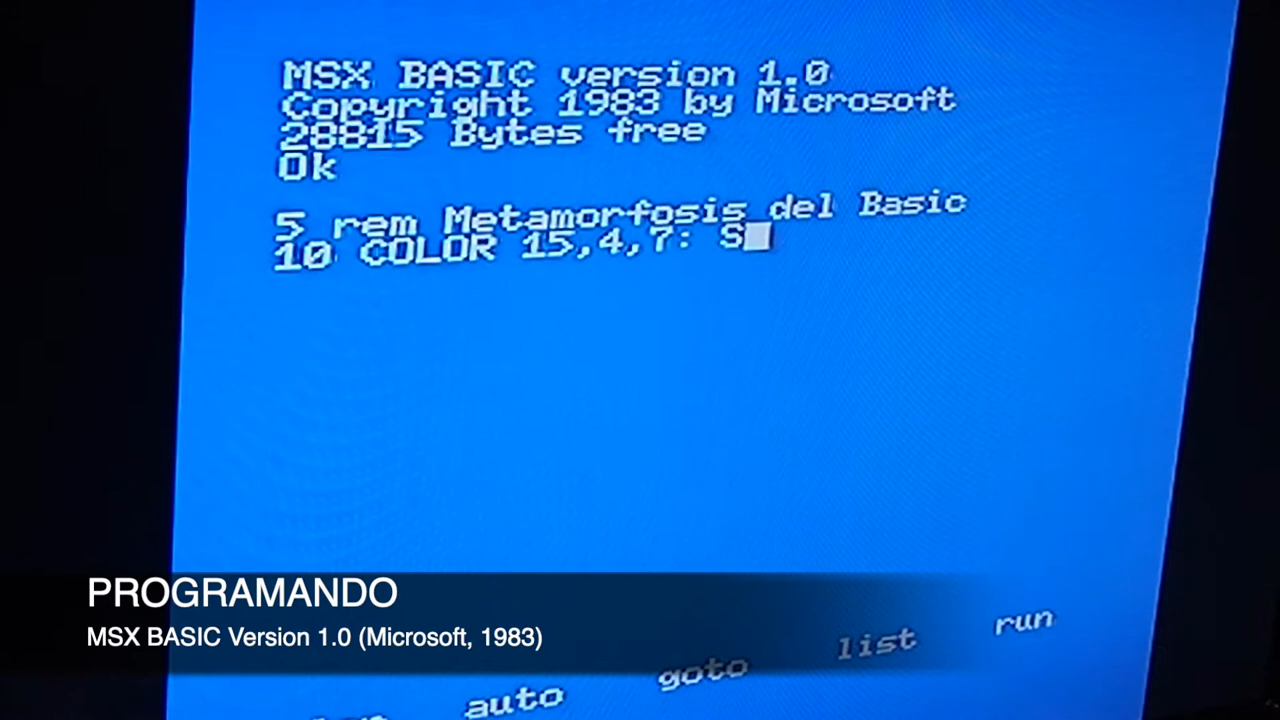 MSX BASIC version 1.0
Copyright 1983 by Microsoft
28815 Bytes free
Ok
5 rem Metamorfosis del Basic
10 COLOR 15,4,7: S
PROGRAMANDO
MSX BASIC Version 1.0 (Microsoft, 1983)
auto goto list run